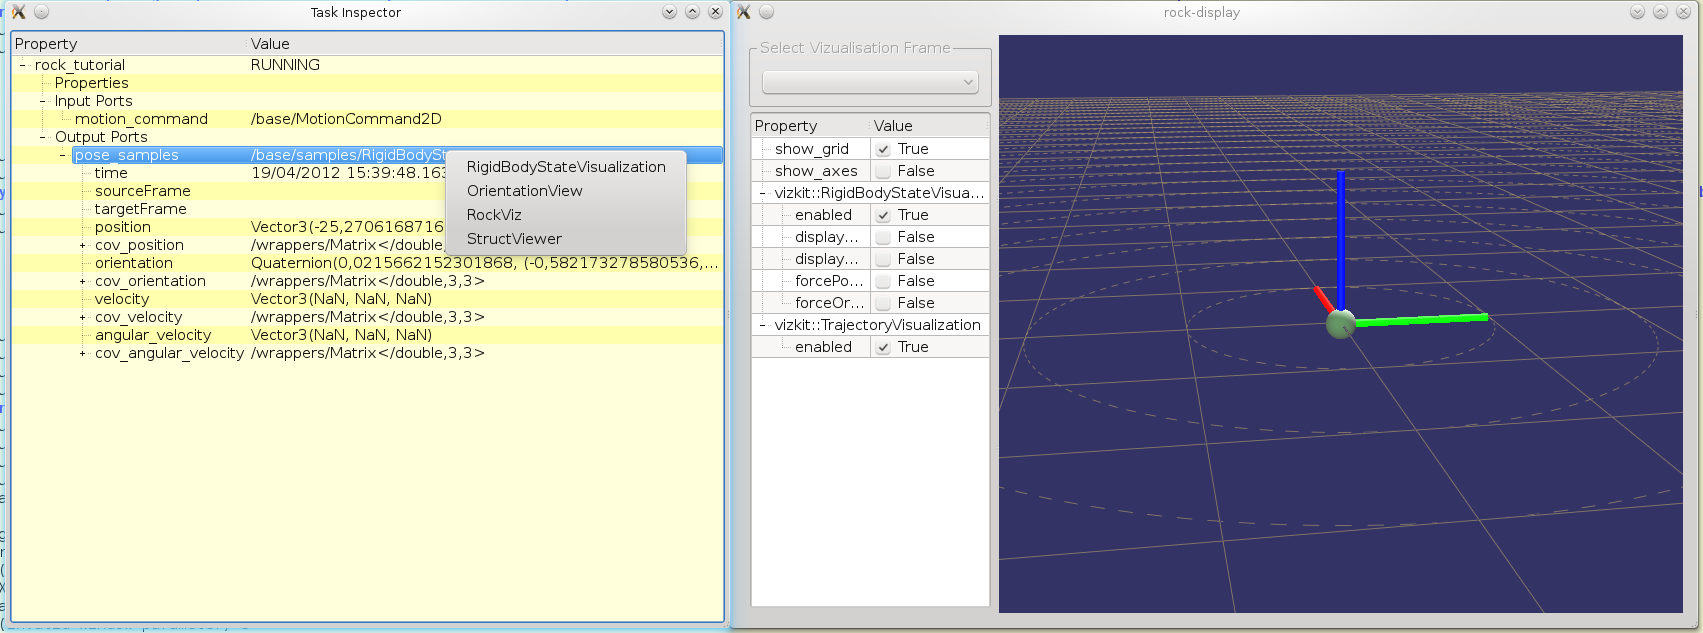 Task Inspector
Property Value
rock_tutorial RUNNING
Properties
Input Ports
motion_command /base/MotionCommand2D
Output Ports
pose_samples /base/samples/RigidBodySt
time 19/04/2012 15:39:48.163
sourceFrame
targetFrame
position Vector3(-25,2706168716
cov_position /wrappers/Matrix</double,
orientation Quaternion(0,0215662152301868, (-0,582173278580536,...
cov_orientation /wrappers/Matrix</double,3,3>
velocity Vector3(NaN, NaN, NaN)
cov_velocity /wrappers/Matrix</double,3,3>
angular_velocity Vector3(NaN, NaN, NaN)
cov_angular_velocity /wrappers/Matrix</double,3,3>
RigidBodyStateVisualization
OrientationView
RockViz
StructViewer
rock-display
Select Vizualisation Frame
Property Value
show_grid True
show_axes False
vizkit::RigidBodyStateVisua...
enabled True
display... False
display... False
forcePo... False
forceOr... False
vizkit::TrajectoryVisualization
enabled True